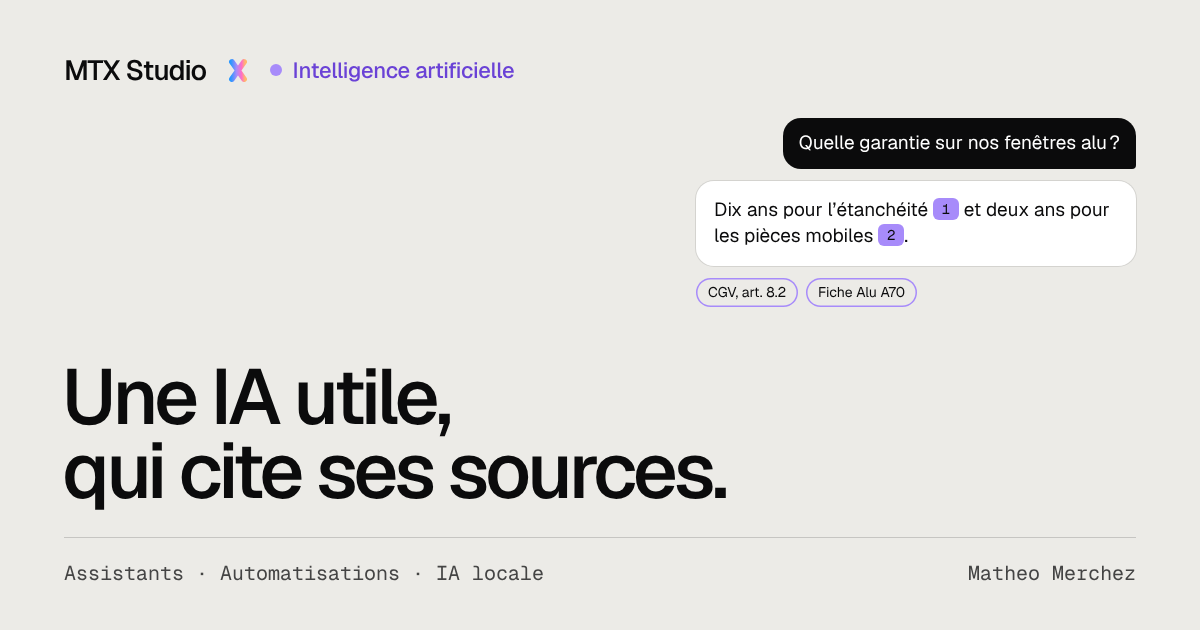 MTX Studio
Intelligence artificielle
Quelle garantie sur nos fenêtres alu ?
Dix ans pour l’étanchéité 1 et deux ans pour
les pièces mobiles 2.
CGV, art. 8.2
Fiche Alu A70
Une IA utile,
qui cite ses sources.
Assistants · Automatisations · IA locale
Matheo Merchez